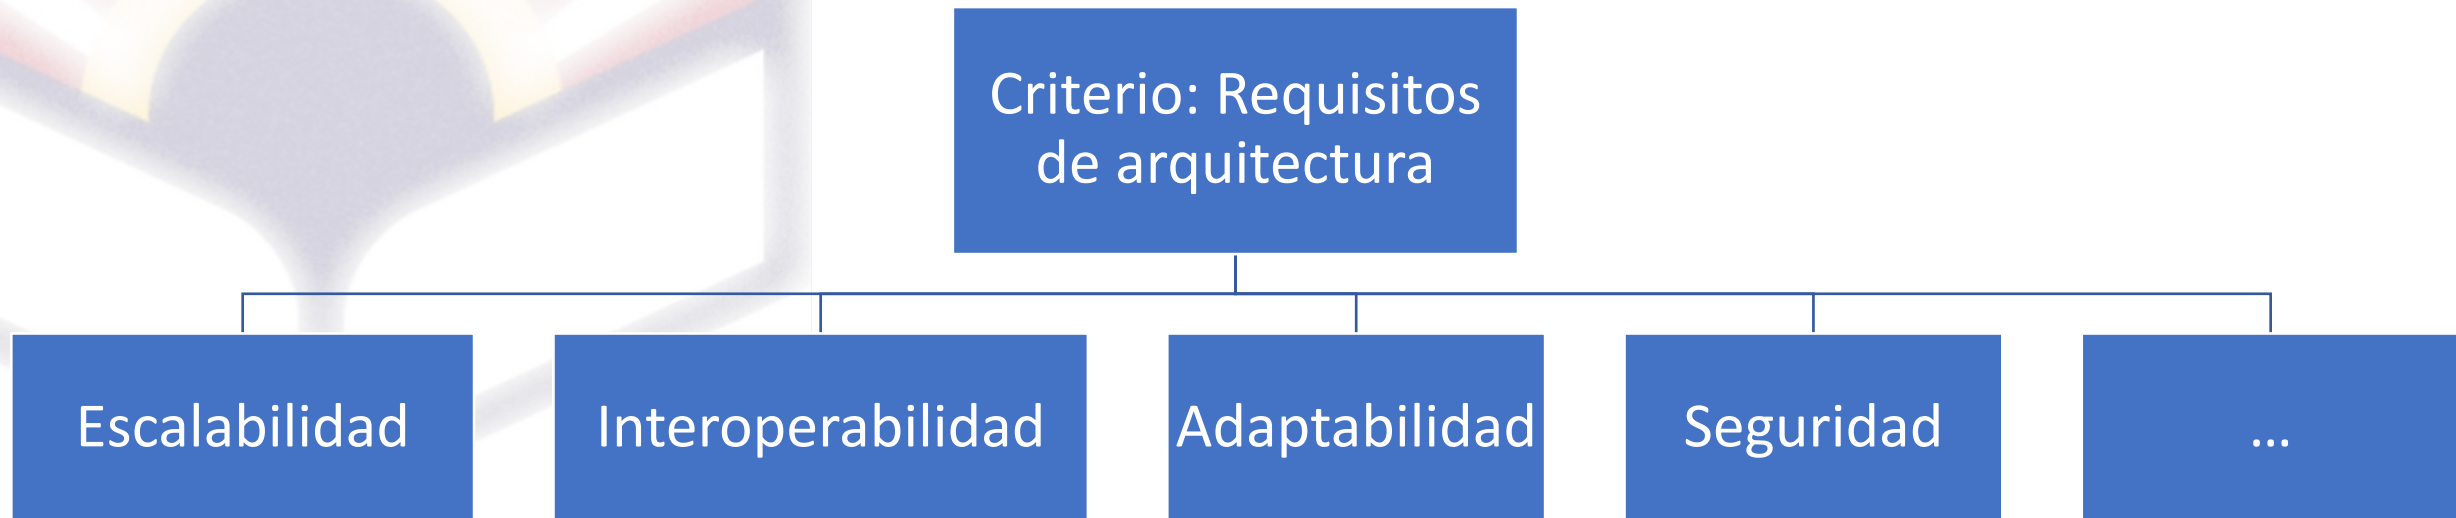 Criterio: Requisitos
de arquitectura
Escalabilidad
Interoperabilidad
Adaptabilidad
Seguridad
...